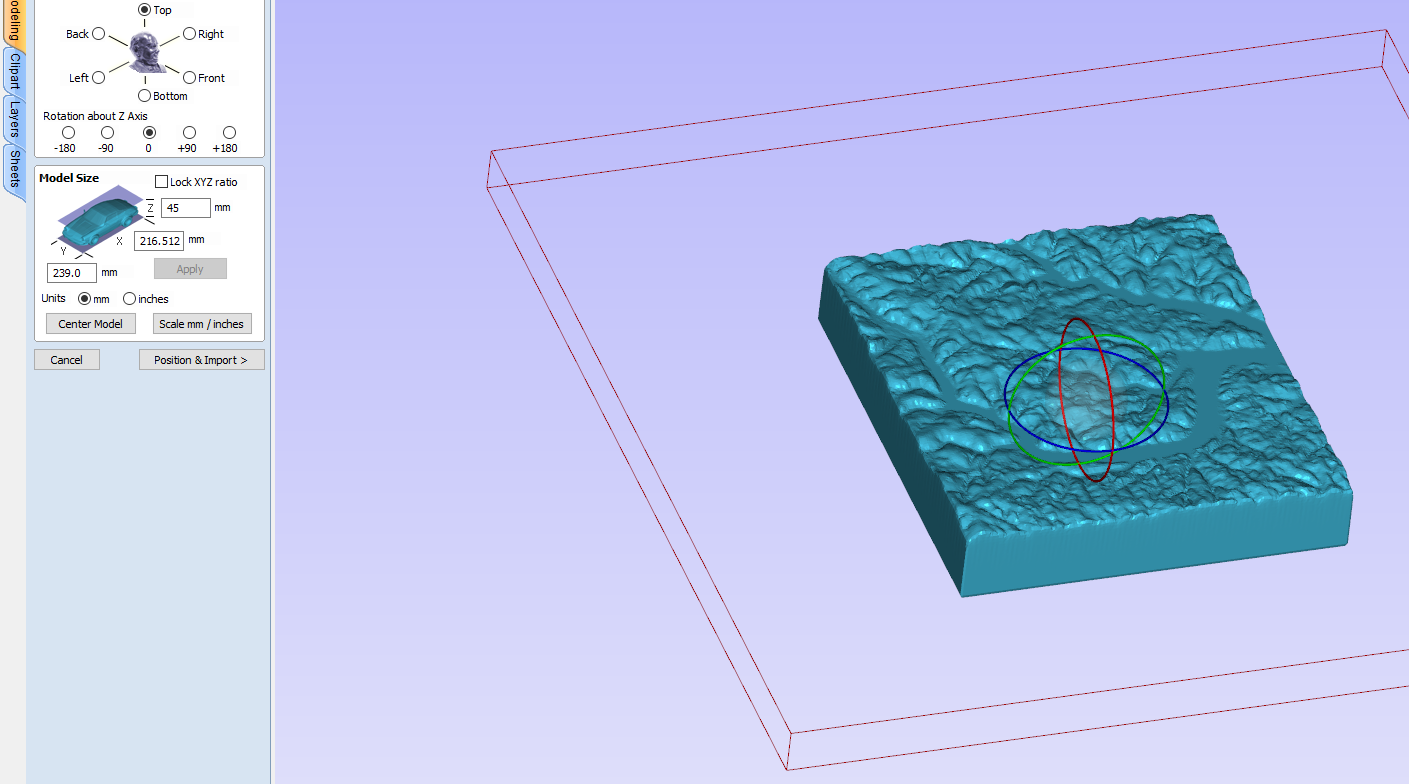 Top
Back
Right
Left
Front
Bottom
Rotation about Z Axis
-180 -90 0 +90 +180
Model Size
Lock XYZ ratio
Z 45 mm
X 216.512 mm
Y
239.0 mm
Apply
Units mm inches
Center Model
Scale mm / inches
Cancel
Position & Import >
Clipart
Layers
Sheets